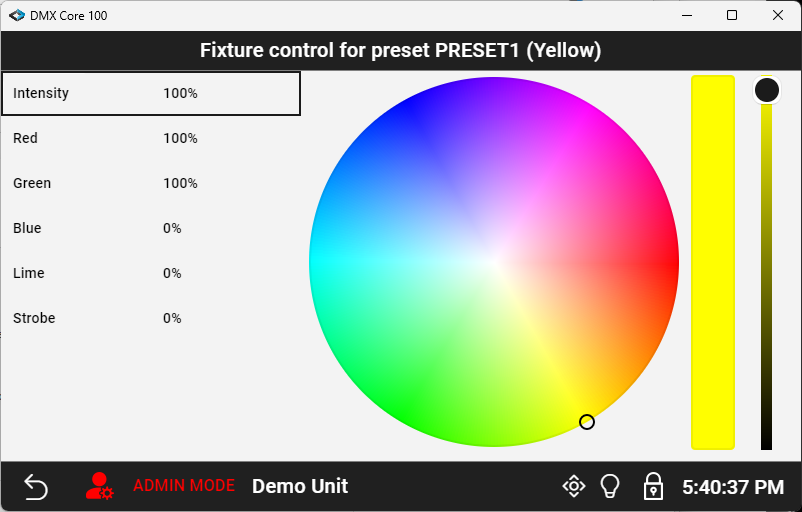 DMX Core 100
Fixture control for preset PRESET1 (Yellow)
Intensity 100%
Red 100%
Green 100%
Blue 0%
Lime 0%
Strobe 0%
ADMIN MODE Demo Unit 5:40:37 PM